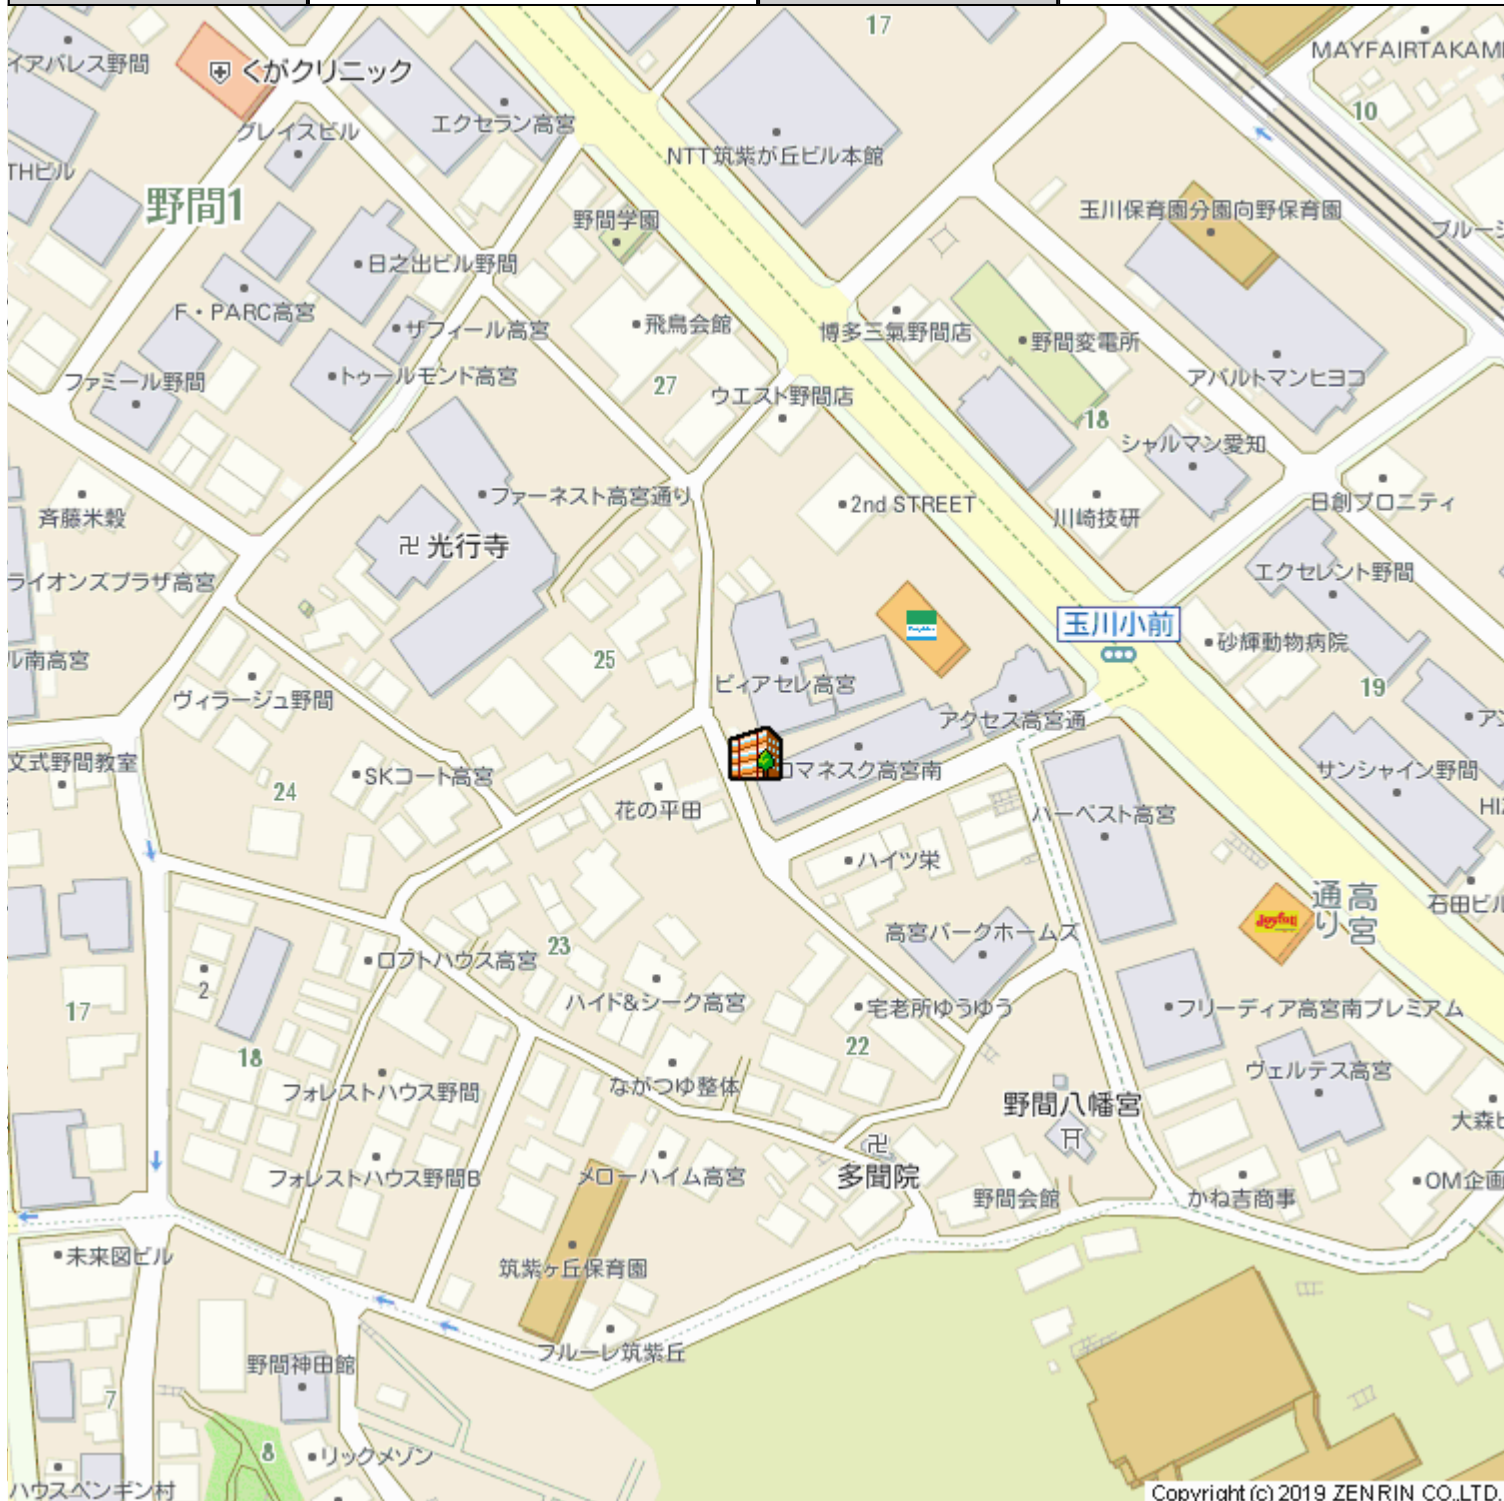 17
イアパレス野間
くがクリニック
MAYFAIRTAKAMI
10
エクセラン高宮
グレイスビル
NTT筑紫が丘ビル本館
THビル
野間1
野間学園
玉川保育園分園向野保育園
日之出ビル野間
F・PARC高宮
ザフィール高宮
飛鳥会館
博多三氣野間店
野間変電所
トゥールモンド高宮
ファミール野間
27
ウエスト野間店
アパルトマンヒヨコ
18
シャルマン愛知
斉藤米穀
ファーネスト高宮通り
2nd STREET
川崎技研
日創プロニティ
光行寺
ライオンズプラザ高宮
エクセレント野間
玉川小前
砂輝動物病院
ル南高宮
25
ビィアセレ高宮
19
ヴィラージュ野間
アクセス高宮通
文式野間教室
SKコート高宮
ロマネスク高宮南
サンシャイン野間
24
花の平田
ハーベスト高宮
ハイツ栄
通り
高宮
Joyfull
石田ビル
高宮パークホームズ
23
ロフトハウス高宮
2
17
ハイド&シーク高宮
宅老所ゆうゆう
フリーディア高宮南プレミアム
18
22
ながつゆ整体
ヴェルテス高宮
フォレストハウス野間
野間八幡宮
大森ビ
フォレストハウス野間B
メローハイム高宮
多聞院
野間会館
かね吉商事
OM企画
未来図ビル
筑紫ヶ丘保育園
フルーレ筑紫丘
野間神田館
7
8
リックメゾン
ハウスペンギン村
Copyright (c) 2019 ZENRIN CO.,LTD.